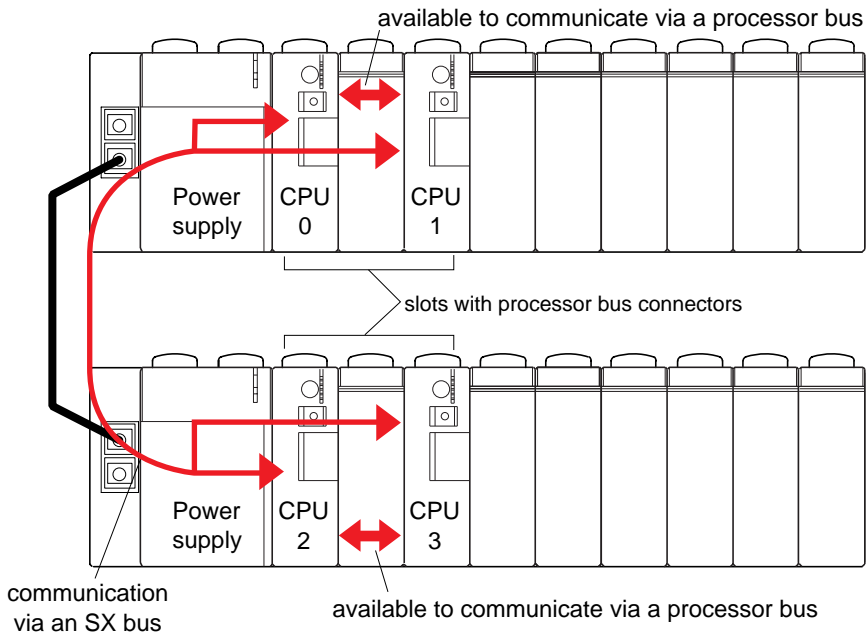 available to communicate via a processor bus
Power
supply
CPU
0
CPU
1
slots with processor bus connectors
Power
supply
CPU
2
CPU
3
communication
via an SX bus
available to communicate via a processor bus